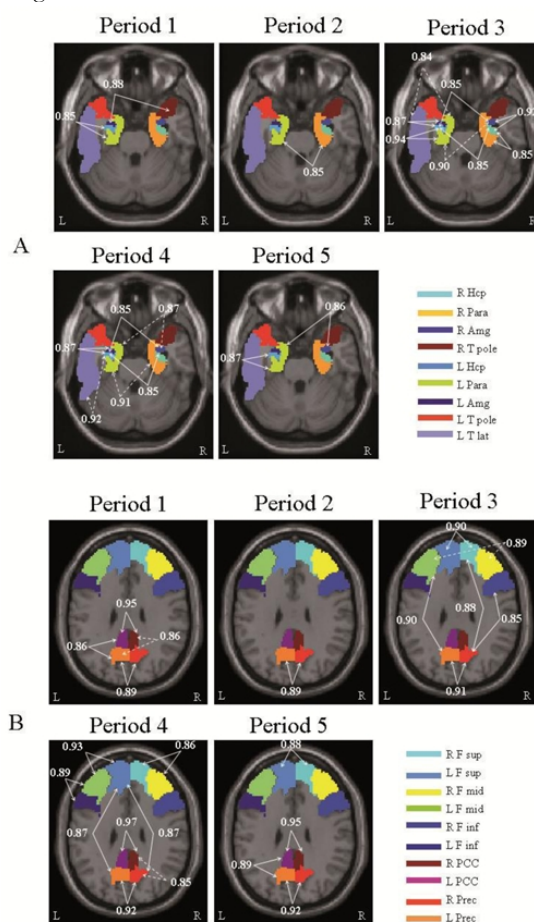 Period 1
Period 2
Period 3
0.88
0.85
0.85
0.84
0.85
0.87
0.94
0.90
0.85
0.85
L
R
L
R
L
R
A
Period 4
Period 5
0.85
0.87
0.87
0.85
0.91
0.92
0.86
0.87
L
R
L
R
R Hcp
R Para
R Amg
R T pole
L Hcp
L Para
L Amg
L T pole
L T lat
Period 1
Period 2
Period 3
0.95
0.86
0.86
0.89
0.89
0.90
0.89
0.88
0.85
0.90
0.91
L
R
L
R
L
R
B
Period 4
Period 5
0.93
0.86
0.89
0.97
0.87
0.87
0.85
0.92
0.88
0.95
0.89
0.92
L
R
L
R
R F sup
L F sup
R F mid
L F mid
R F inf
L F inf
R PCC
L PCC
R Prec
L Prec